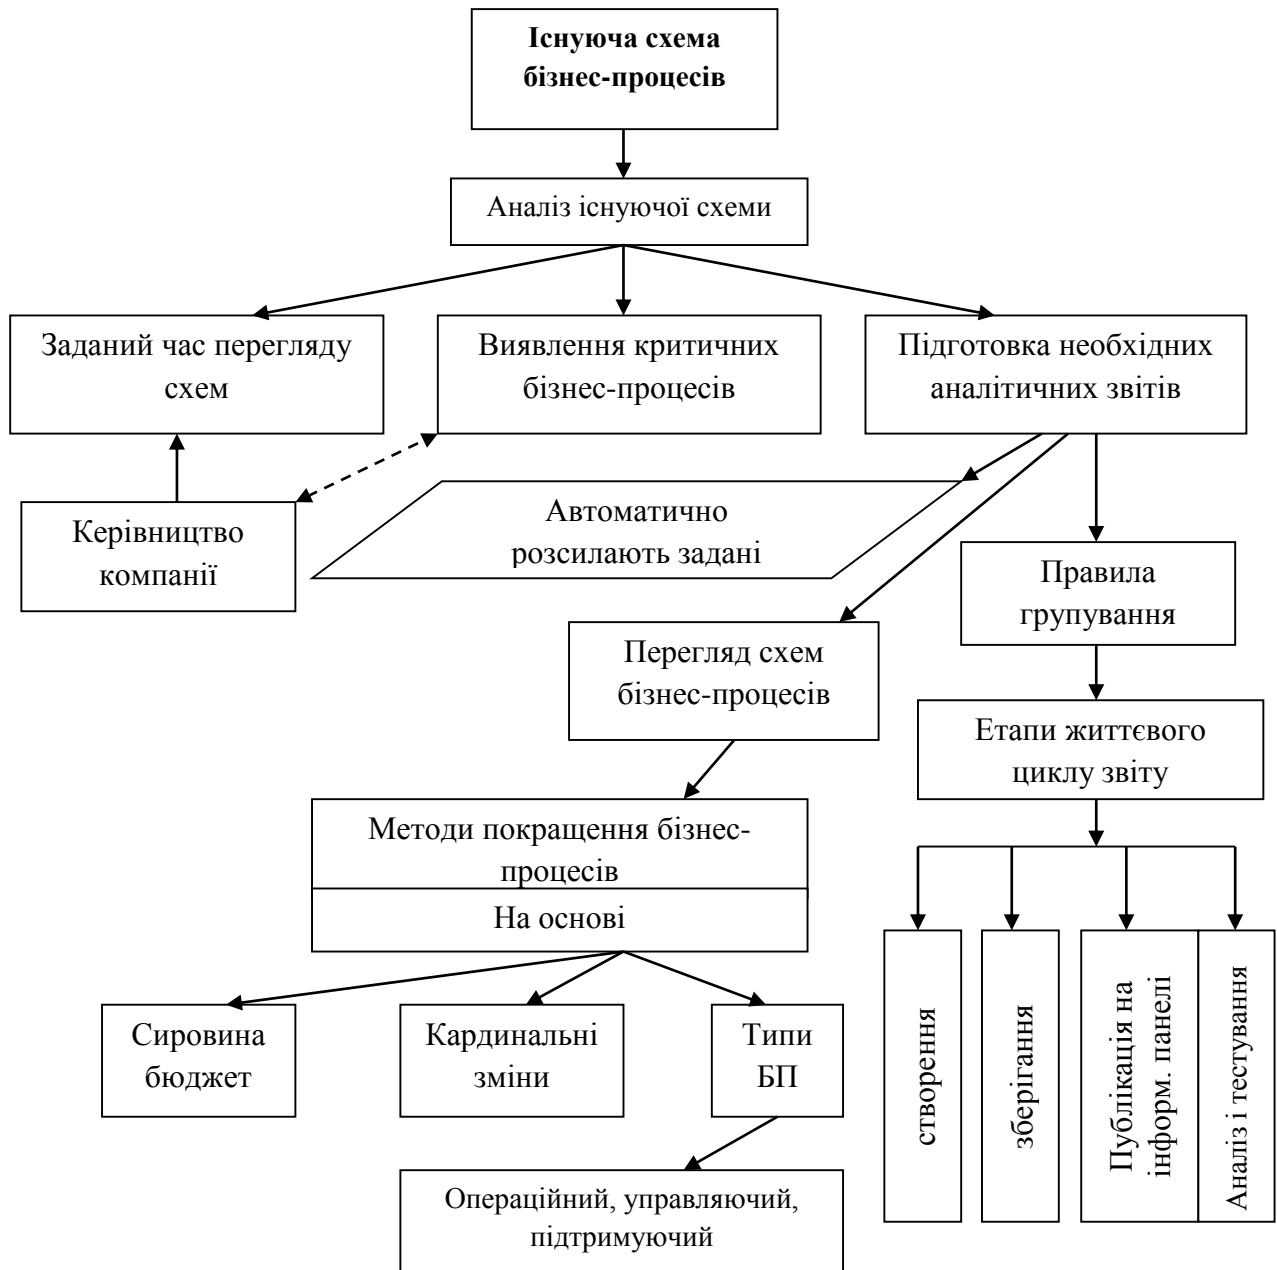 Існуюча схема
бізнес-процесів
Аналіз існуючої схеми
Заданий час перегляду
схем
Виявлення критичних
бізнес-процесів
Підготовка необхідних
аналітичних звітів
Керівництво
компанії
Автоматично
розсилають задані
Правила
групування
Перегляд схем
бізнес-процесів
Етапи життєвого
циклу звіту
Методи покращення бізнес-
процесів
На основі
Сировина
бюджет
Кардинальні
зміни
Типи
БП
створення
зберігання
Публікація на
інформ. панелі
Аналіз і тестування
Операційний, управляючий,
підтримуючий